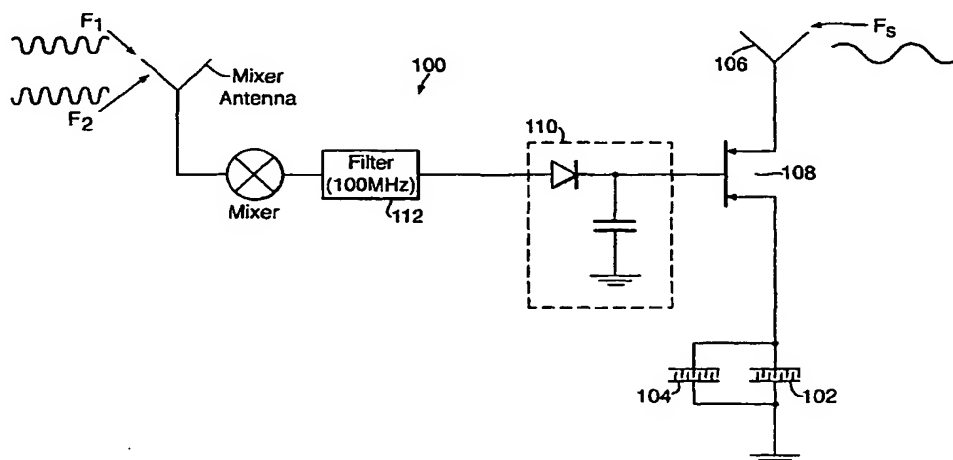 F1
F2
Mixer
Antenna
100
Mixer
Filter
(100MHz)
112
110
106
FS
108
104
102